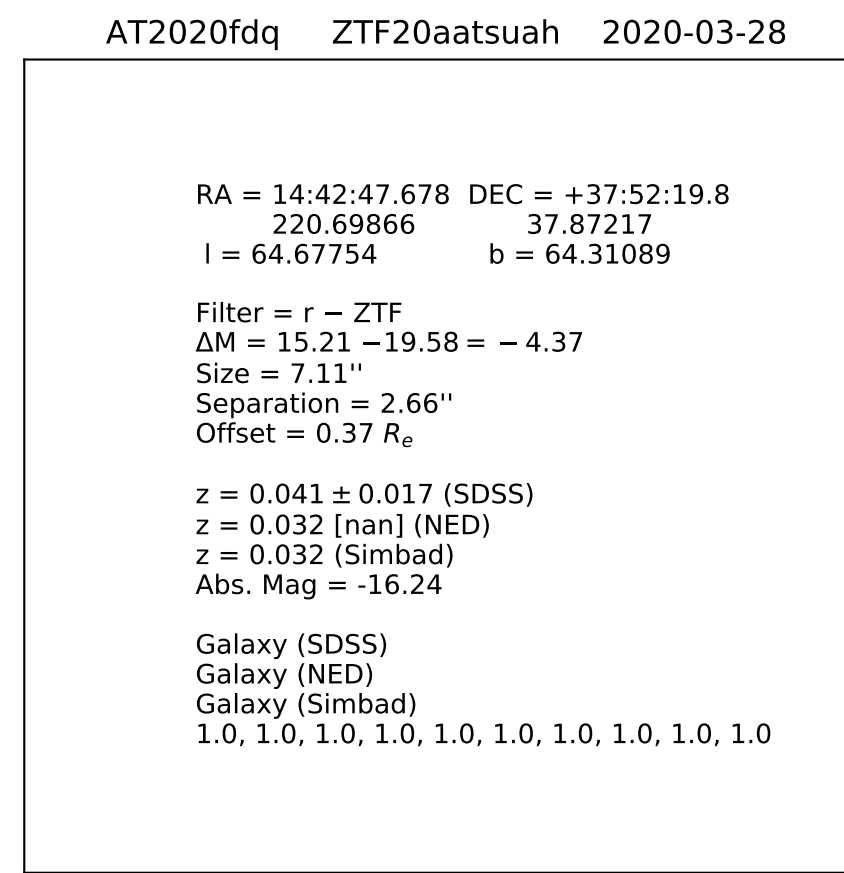 AT2020fdq ZTF20aatsuah 2020-03-28
RA = 14:42:47.678 DEC = +37:52:19.8
220.69866 37.87217
l = 64.67754 b = 64.31089
Filter = r − ZTF
ΔM = 15.21 −19.58 = − 4.37
Size = 7.11''
Separation = 2.66''
Offset = 0.37 Re
z = 0.041 ± 0.017 (SDSS)
z = 0.032 [nan] (NED)
z = 0.032 (Simbad)
Abs. Mag = -16.24
Galaxy (SDSS)
Galaxy (NED)
Galaxy (Simbad)
1.0, 1.0, 1.0, 1.0, 1.0, 1.0, 1.0, 1.0, 1.0, 1.0